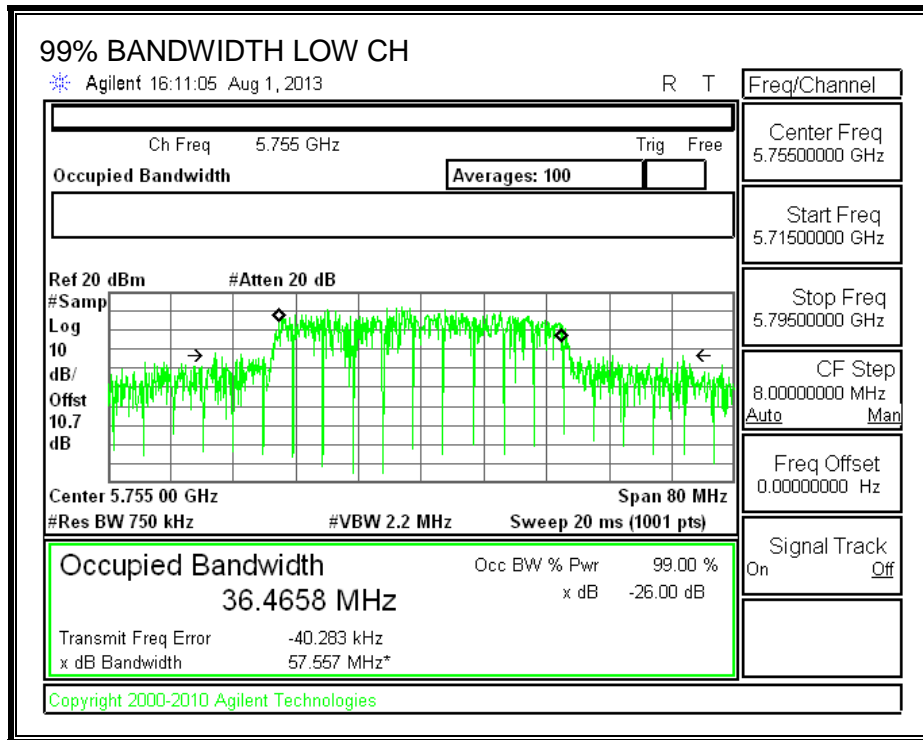 99% BANDWIDTH LOW CH
Agilent 16:11:05 Aug 1, 2013 R T
Freq/Channel
Ch Freq 5.755 GHz Trig Free
Occupied Bandwidth Averages: 100
Center Freq
5.75500000 GHz
Start Freq
5.71500000 GHz
Stop Freq
5.79500000 GHz
CF Step
8.00000000 MHz
Auto Man
Freq Offset
0.00000000 Hz
Signal Track
On Off
Ref 20 dBm #Atten 20 dB
#Samp
Log
10
dB/
Offst
10.7
dB
Center 5.755 00 GHz Span 80 MHz
#Res BW 750 kHz #VBW 2.2 MHz Sweep 20 ms (1001 pts)
Occupied Bandwidth Occ BW % Pwr 99.00 %
36.4658 MHz x dB -26.00 dB
Transmit Freq Error -40.283 kHz
x dB Bandwidth 57.557 MHz*
Copyright 2000-2010 Agilent Technologies